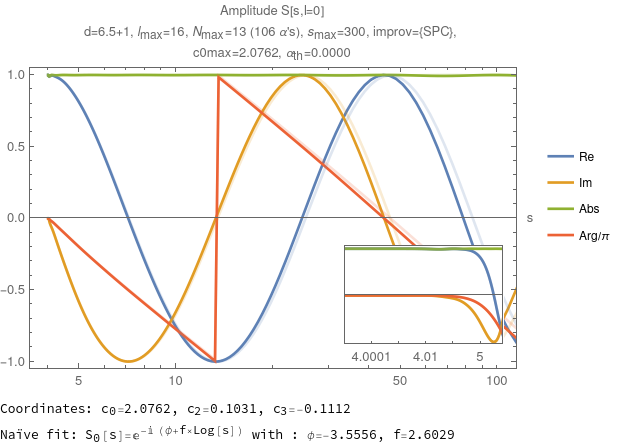 Amplitude S[s,l=0]
d=6.5+1, lmax=16, Nmax=13 (106 α's), smax=300, improv={SPC},
c0max=2.0762, αth=0.0000
1.0
0.5
0.0
-0.5
-1.0
5
10
50
100
s
Re
Im
Abs
Arg/π
4.0001
4.01
5
Coordinates: c0=2.0762, c2=0.1031, c3=-0.1112
Naïve fit: S0[s]=e^-i (ϕ+f×Log[s]) with : ϕ=-3.5556, f=2.6029